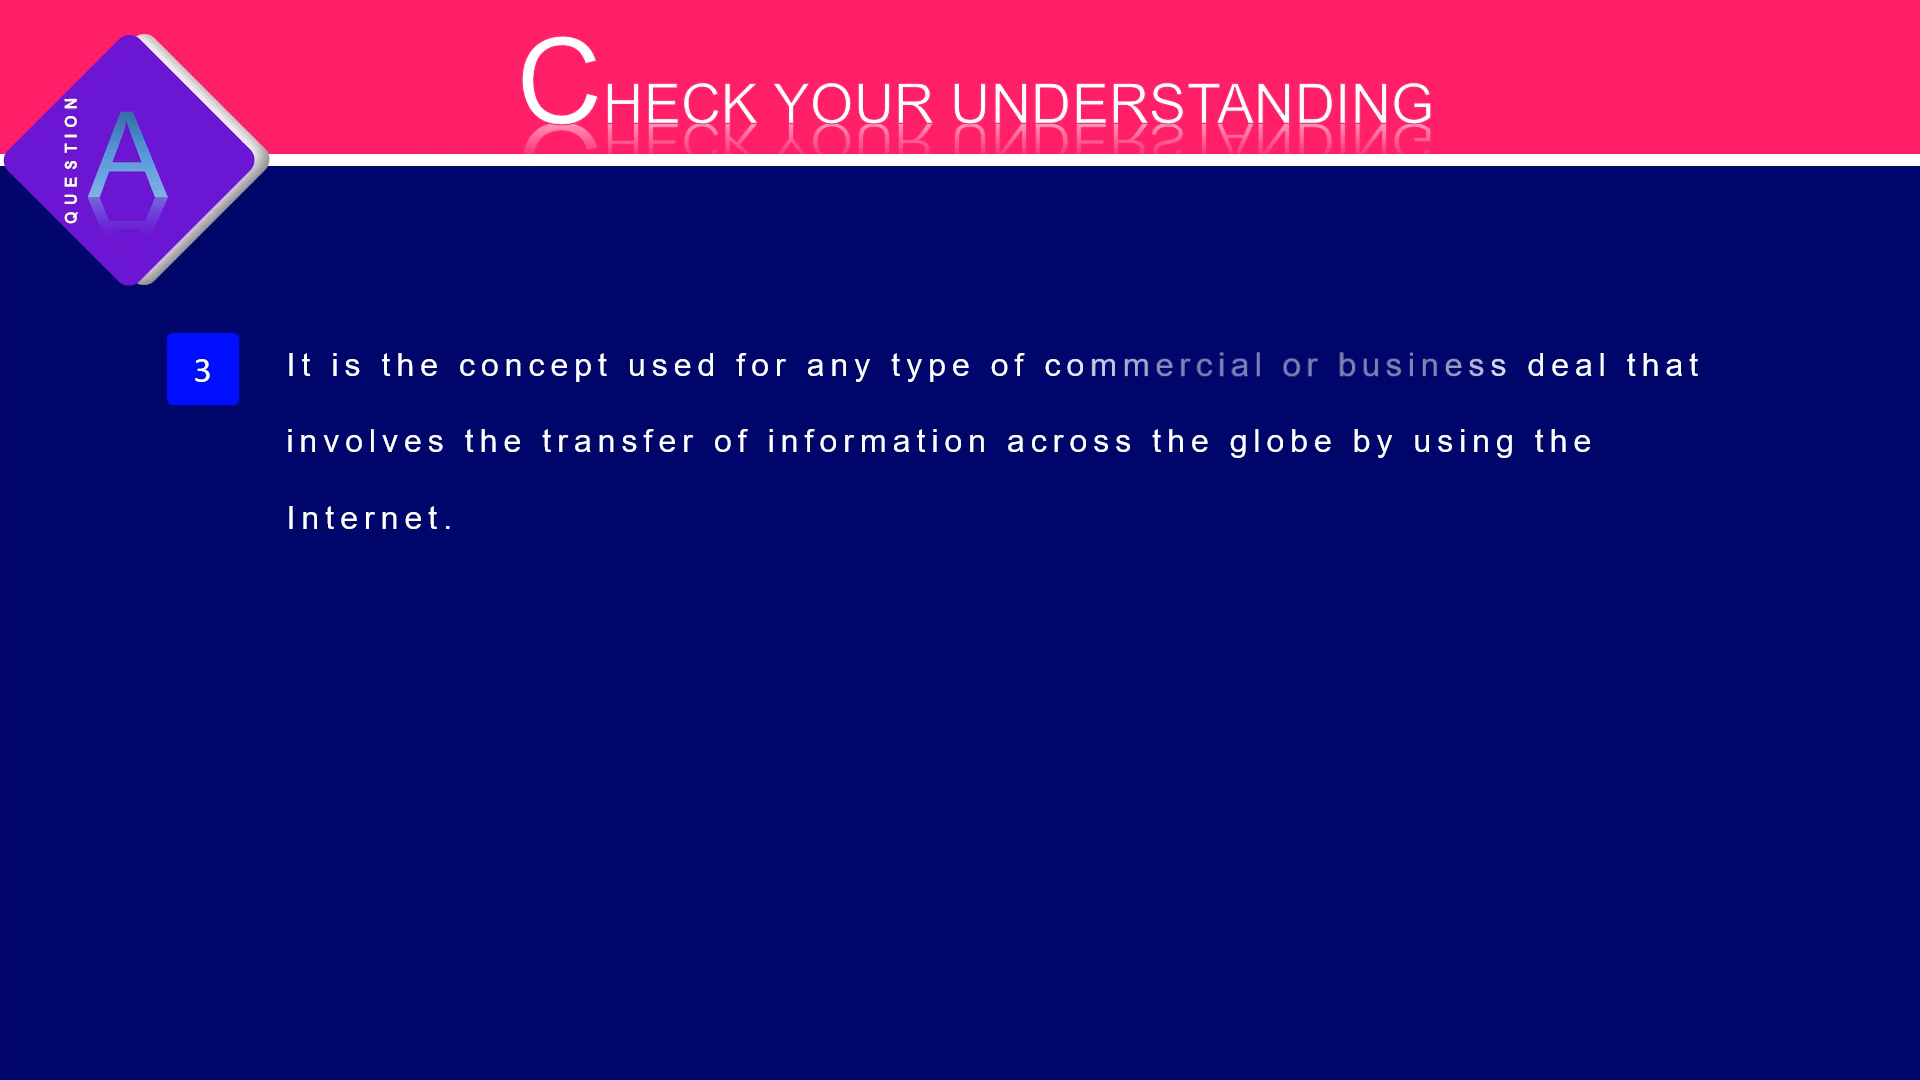 CHECK YOUR UNDERSTANDING
QUESTION
A
3
It is the concept used for any type of commercial or business deal that
involves the transfer of information across the globe by using the
Internet.